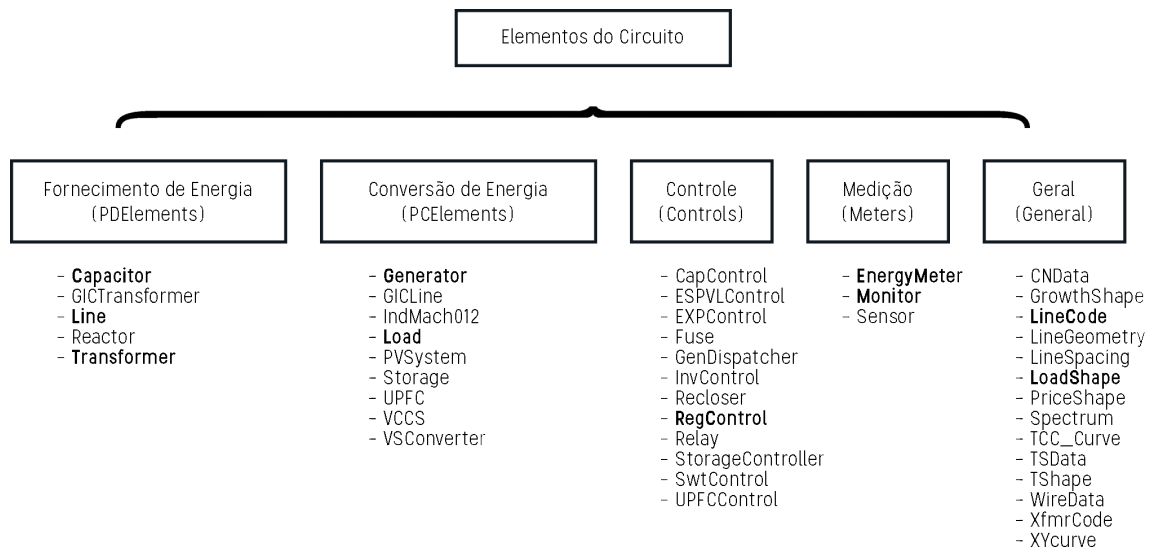 Elementos do Circuito
Fornecimento de Energia
(PDElements)
- Capacitor
- GICTransformer
- Line
- Reactor
- Transformer
Conversão de Energia
(PCElements)
- Generator
- GICLine
- IndMach012
- Load
- PVSystem
- Storage
- UPFC
- VCCS
- VSConverter
Controle
(Controls)
- CapControl
- ESPVLControl
- EXPControl
- Fuse
- GenDispatcher
- InvControl
- Recloser
- RegControl
- Relay
- StorageController
- SwtControl
- UPFCControl
Medição
(Meters)
- EnergyMeter
- Monitor
- Sensor
Geral
(General)
- CNData
- GrowthShape
- LineCode
- LineGeometry
- LineSpacing
- LoadShape
- PriceShape
- Spectrum
- TCC_Curve
- TSData
- TShape
- WireData
- XfmrCode
- XYcurve